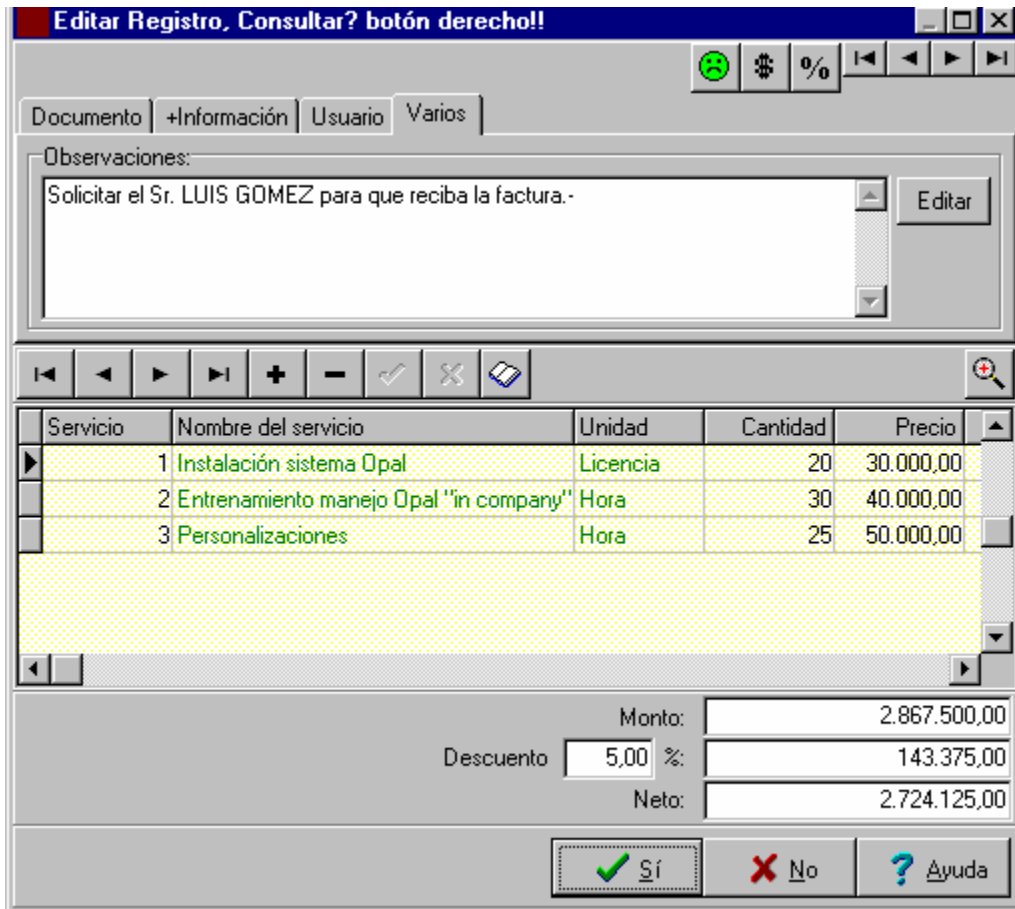 Editar Registro, Consultar? botón derecho!!
$ %
Documento +Información Usuario Varios
Observaciones:
Solicitar el Sr. LUIS GOMEZ para que reciba la factura.-
Editar
Servicio Nombre del servicio Unidad Cantidad Precio
1 Instalación sistema Opal Licencia 20 30.000,00
2 Entrenamiento manejo Opal "in company" Hora 30 40.000,00
3 Personalizaciones Hora 25 50.000,00
Monto: 2.867.500,00
Descuento 5,00 %: 143.375,00
Neto: 2.724.125,00
Sí No ? Ayuda